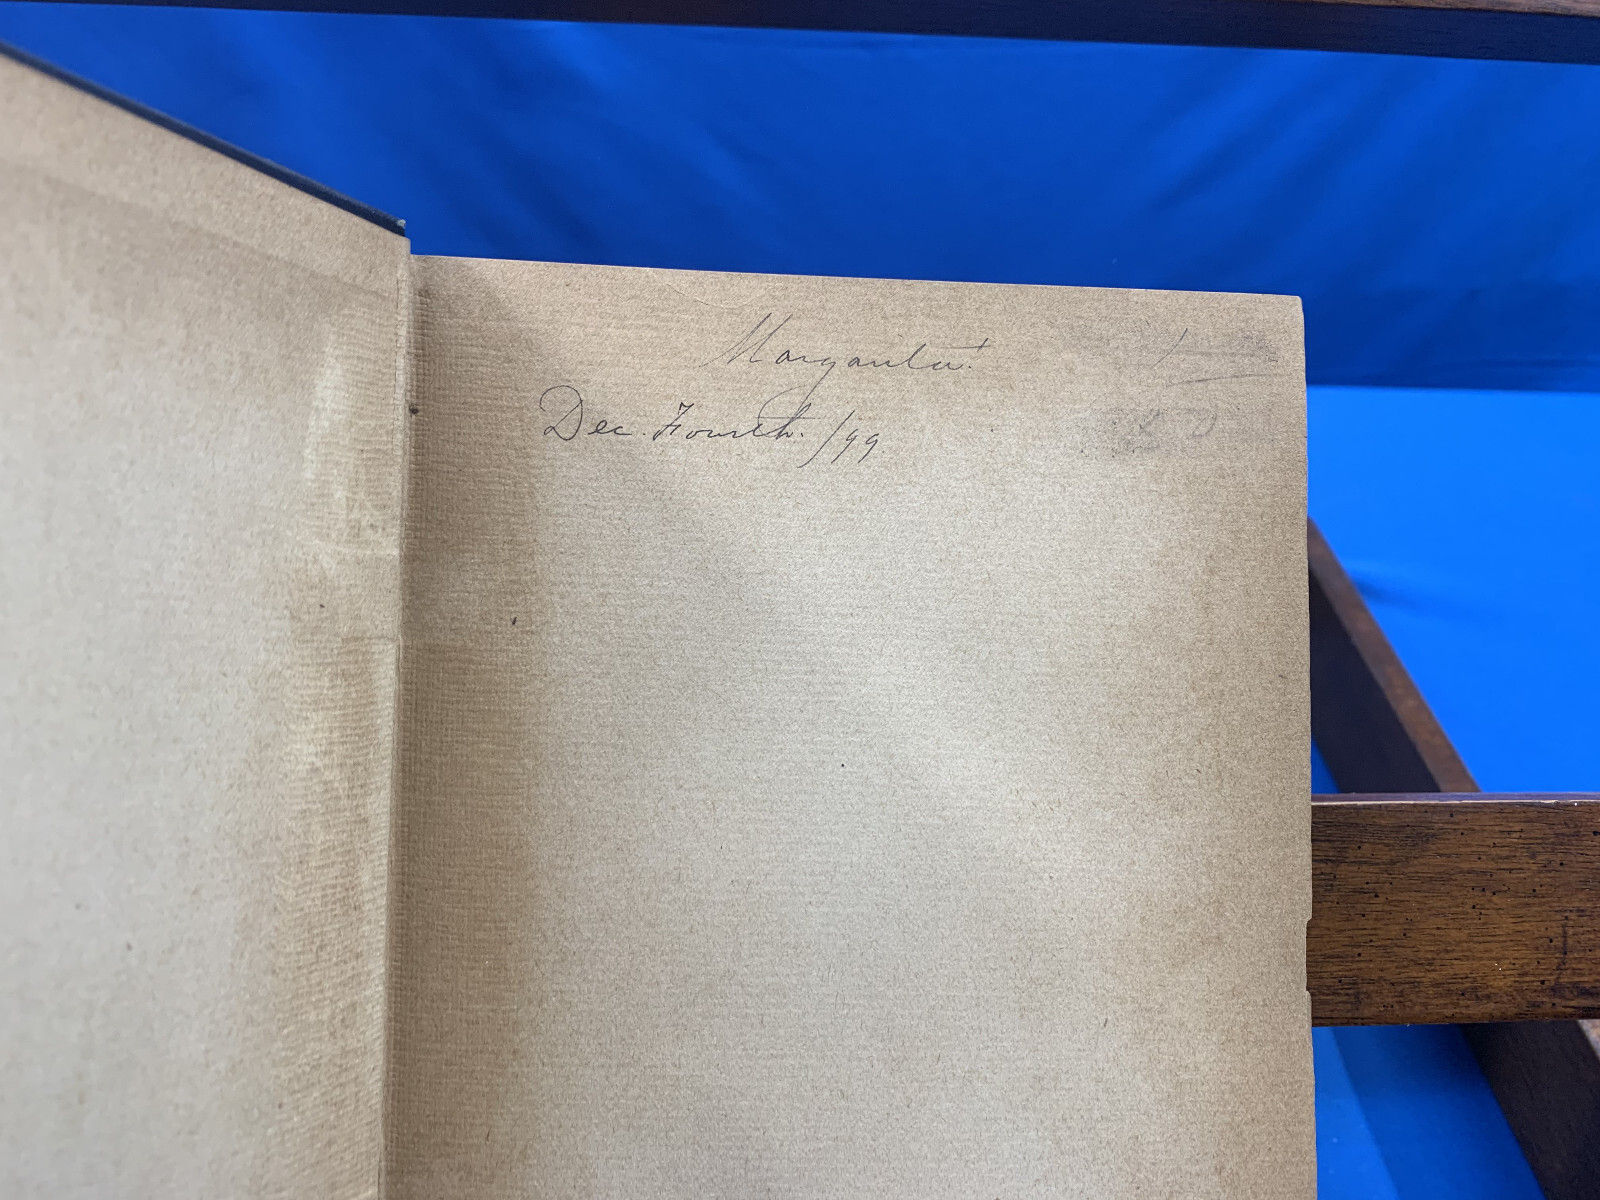 Margarita!
Dec. Fourth. /99.